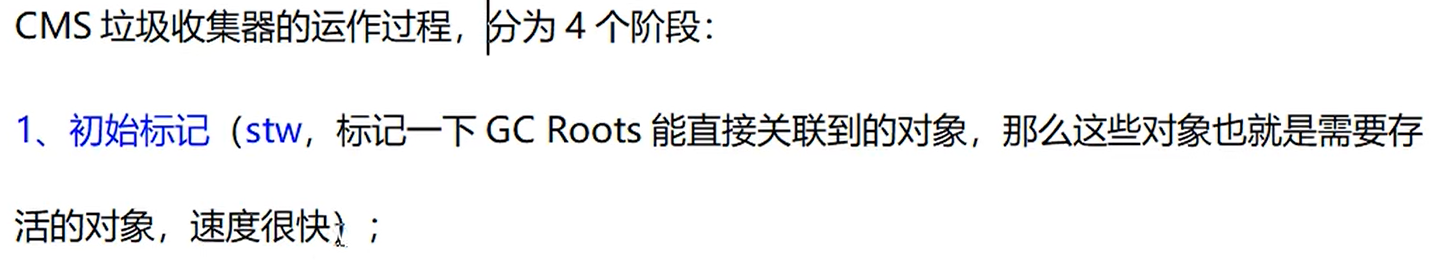 CMS 垃圾收集器的运作过程，分为 4 个阶段：
1、初始标记（stw，标记一下 GC Roots 能直接关联到的对象，那么这些对象也就是需要存
活的对象，速度很快）；